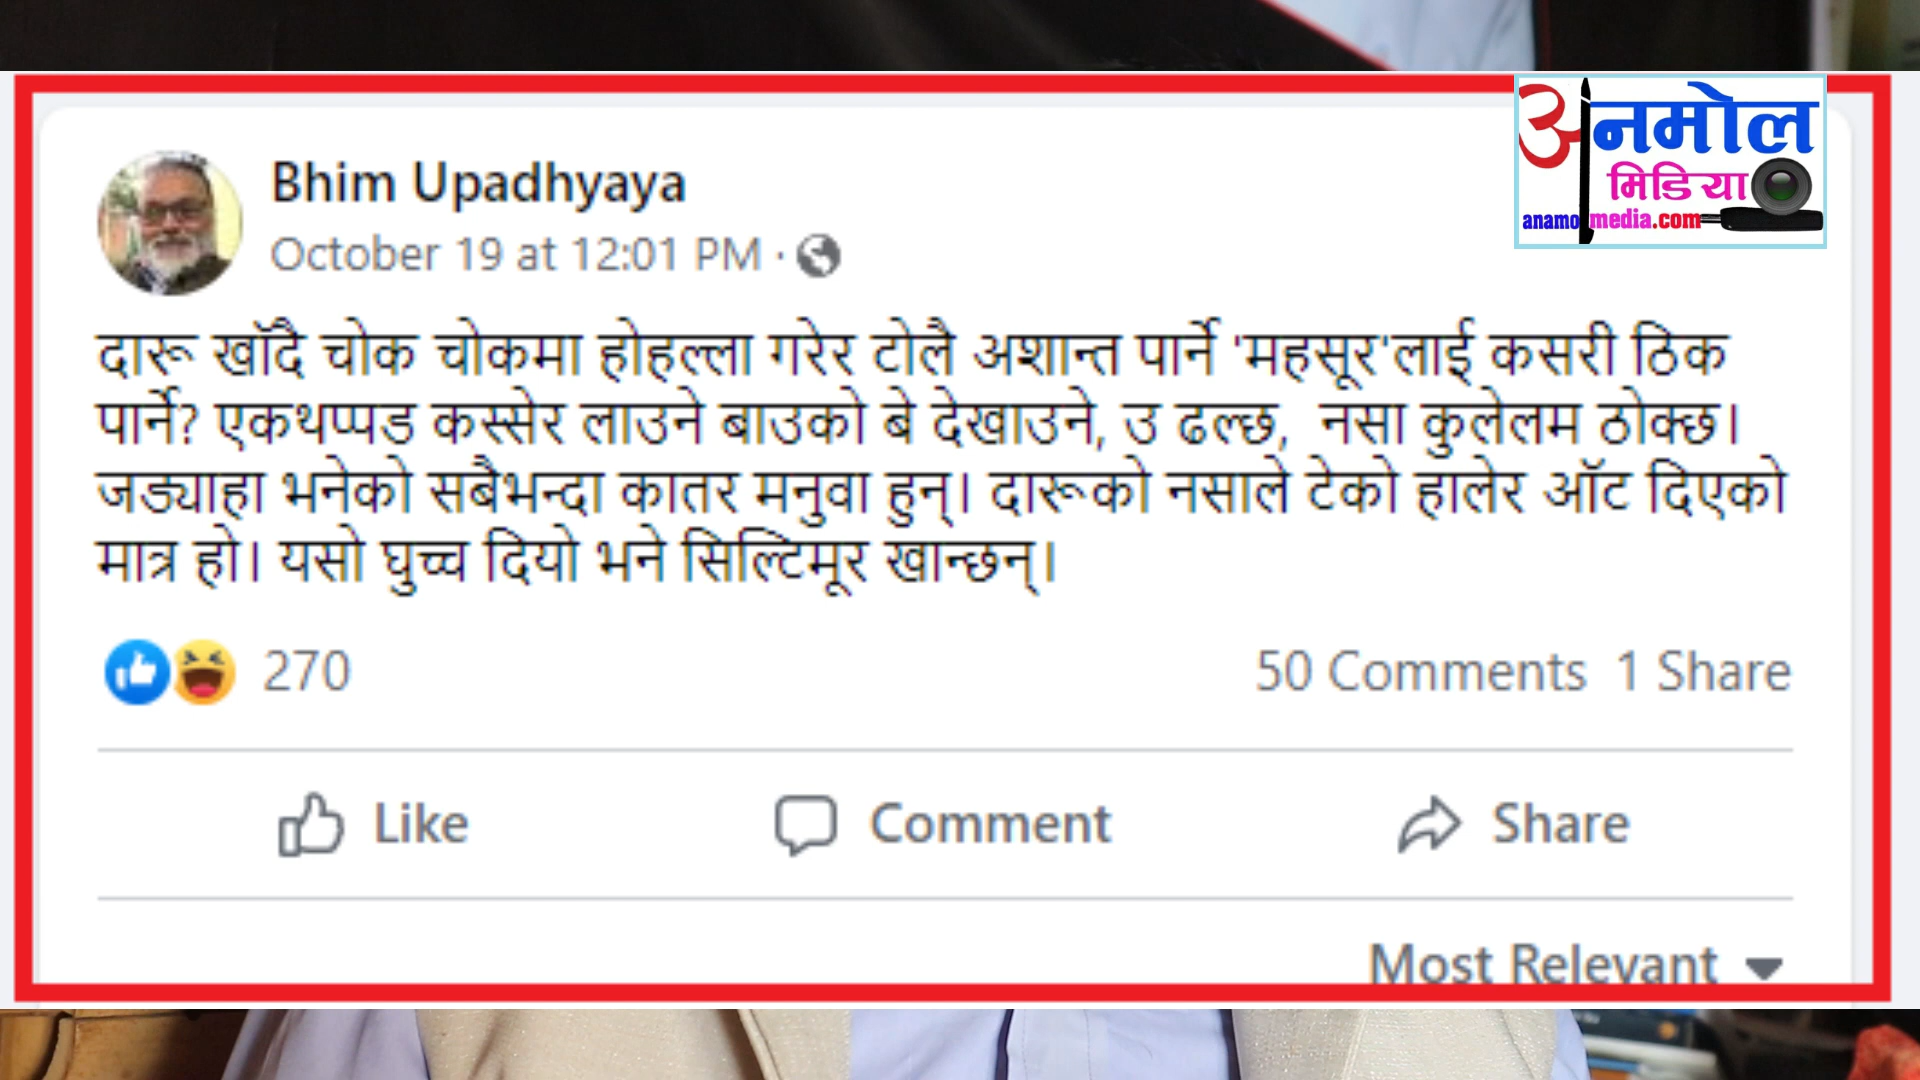 अनमोल
मिडिया
anamolmedia.com
Bhim Upadhyaya
October 19 at 12:01 PM ·
दारू खाँदै चोक चोकमा होहल्ला गरेर टोलै अशान्त पार्ने 'महसूर'लाई कसरी ठिक
पार्ने? एकथप्पड कस्सेर लाउने बाउको बे देखाउने, उ ढल्छ, नसा कुलेलम ठोक्छ।
जड्याहा भनेको सबैभन्दा कातर मनुवा हुन्। दारूको नसाले टेको हालेर आँट दिएको
मात्र हो। यसो घुच्च दियो भने सिल्टिमूर खान्छन्।
270
50 Comments 1 Share
Like Comment Share
Most Relevant